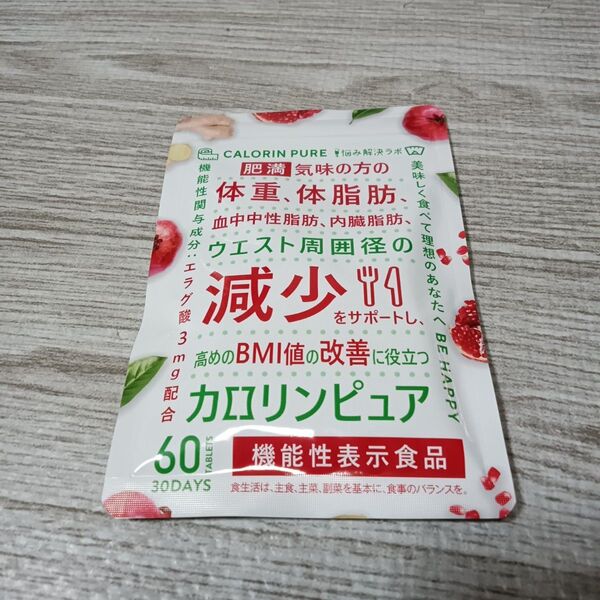 CALORIN PURE 悩み解決ラボ
肥満気味の方の
体重、体脂肪、
血中中性脂肪、内臓脂肪、
ウエスト周囲径の
減少
をサポートし、
高めのBMI値の改善に役立つ
カロリンピュア
60 TABLETS
30DAYS
機能性表示食品
食生活は、主食、主菜、副菜を基本に、食事のバランスを。
機能性関与成分:エラグ酸3mg配合
美味しく食べて理想のあなたへ BE HAPPY